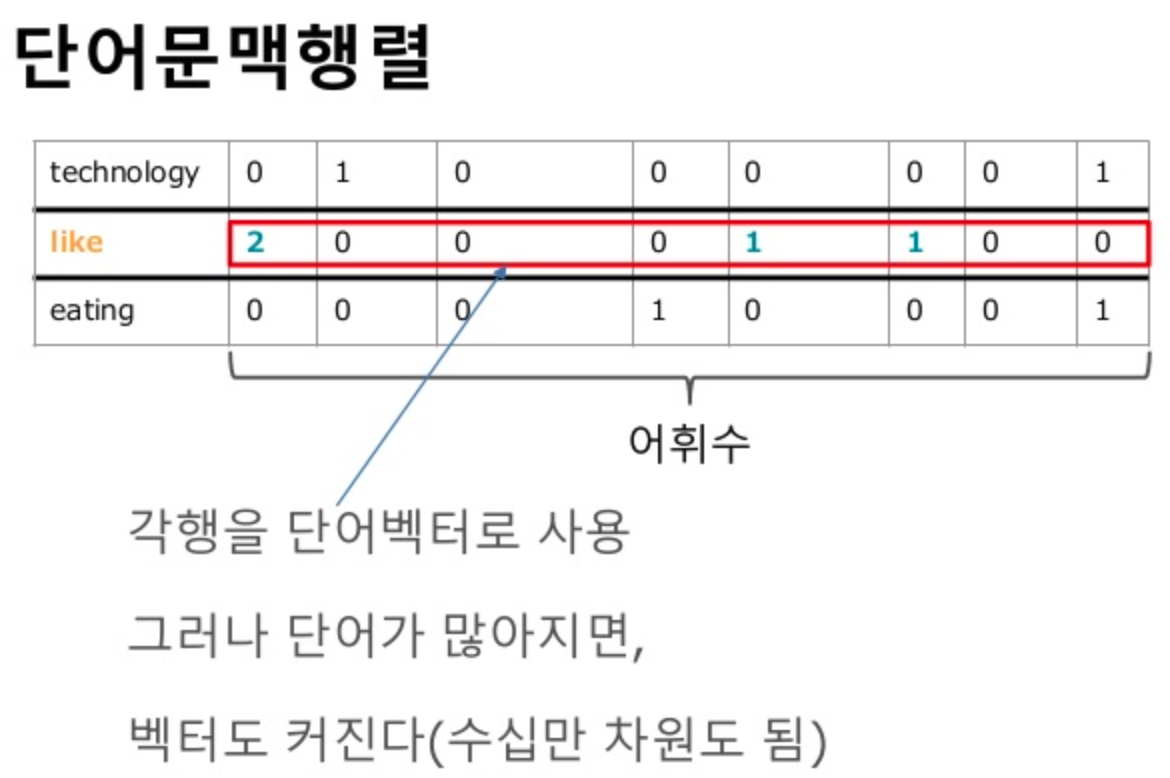 단어문맥행렬
technology 0 1 0 0 0 0 0 1
like 2 0 0 0 1 1 0 0
eating 0 0 0 1 0 0 0 1
어휘수
각행을 단어벡터로 사용
그러나 단어가 많아지면,
벡터도 커진다(수십만 차원도 됨)